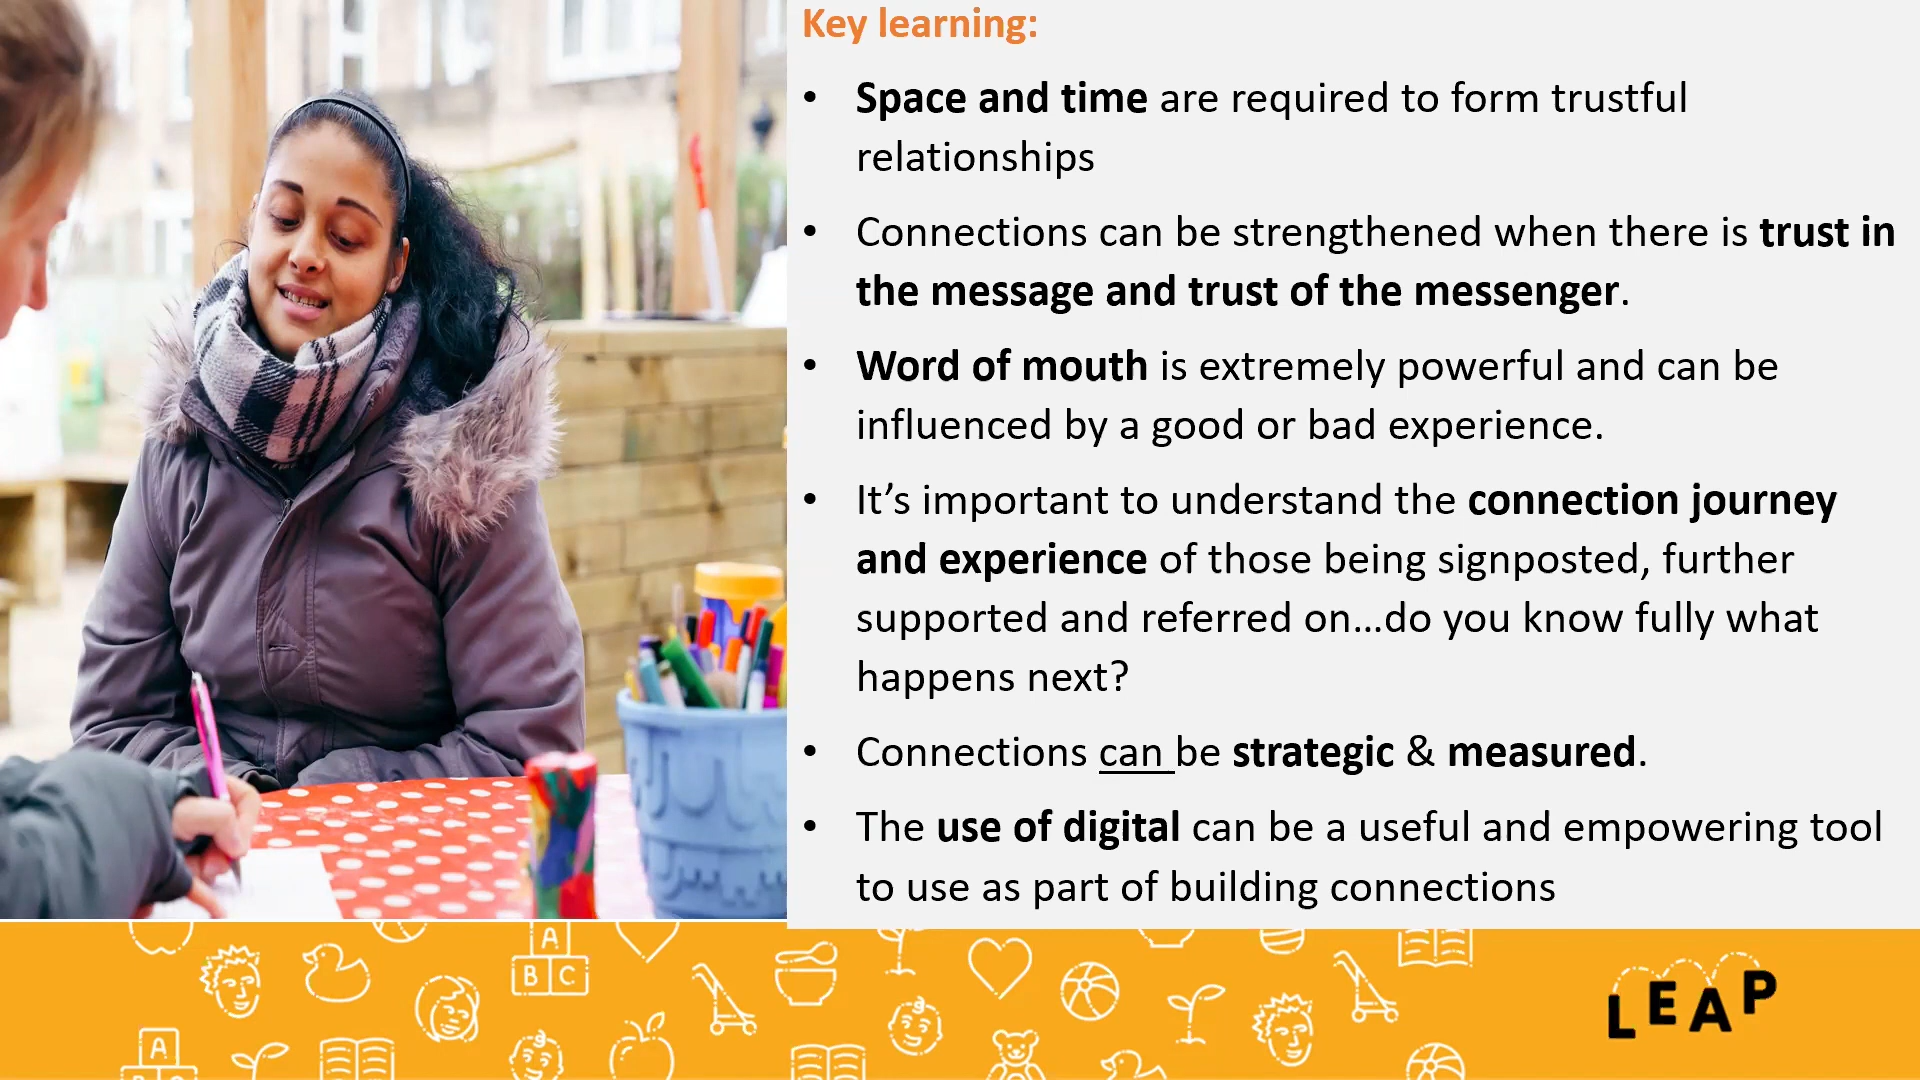 Key learning:
• Space and time are required to form trustful
relationships
• Connections can be strengthened when there is trust in
the message and trust of the messenger.
• Word of mouth is extremely powerful and can be
influenced by a good or bad experience.
• It’s important to understand the connection journey
and experience of those being signposted, further
supported and referred on...do you know fully what
happens next?
• Connections can be strategic & measured.
• The use of digital can be a useful and empowering tool
to use as part of building connections
A
B C
A
LEAP